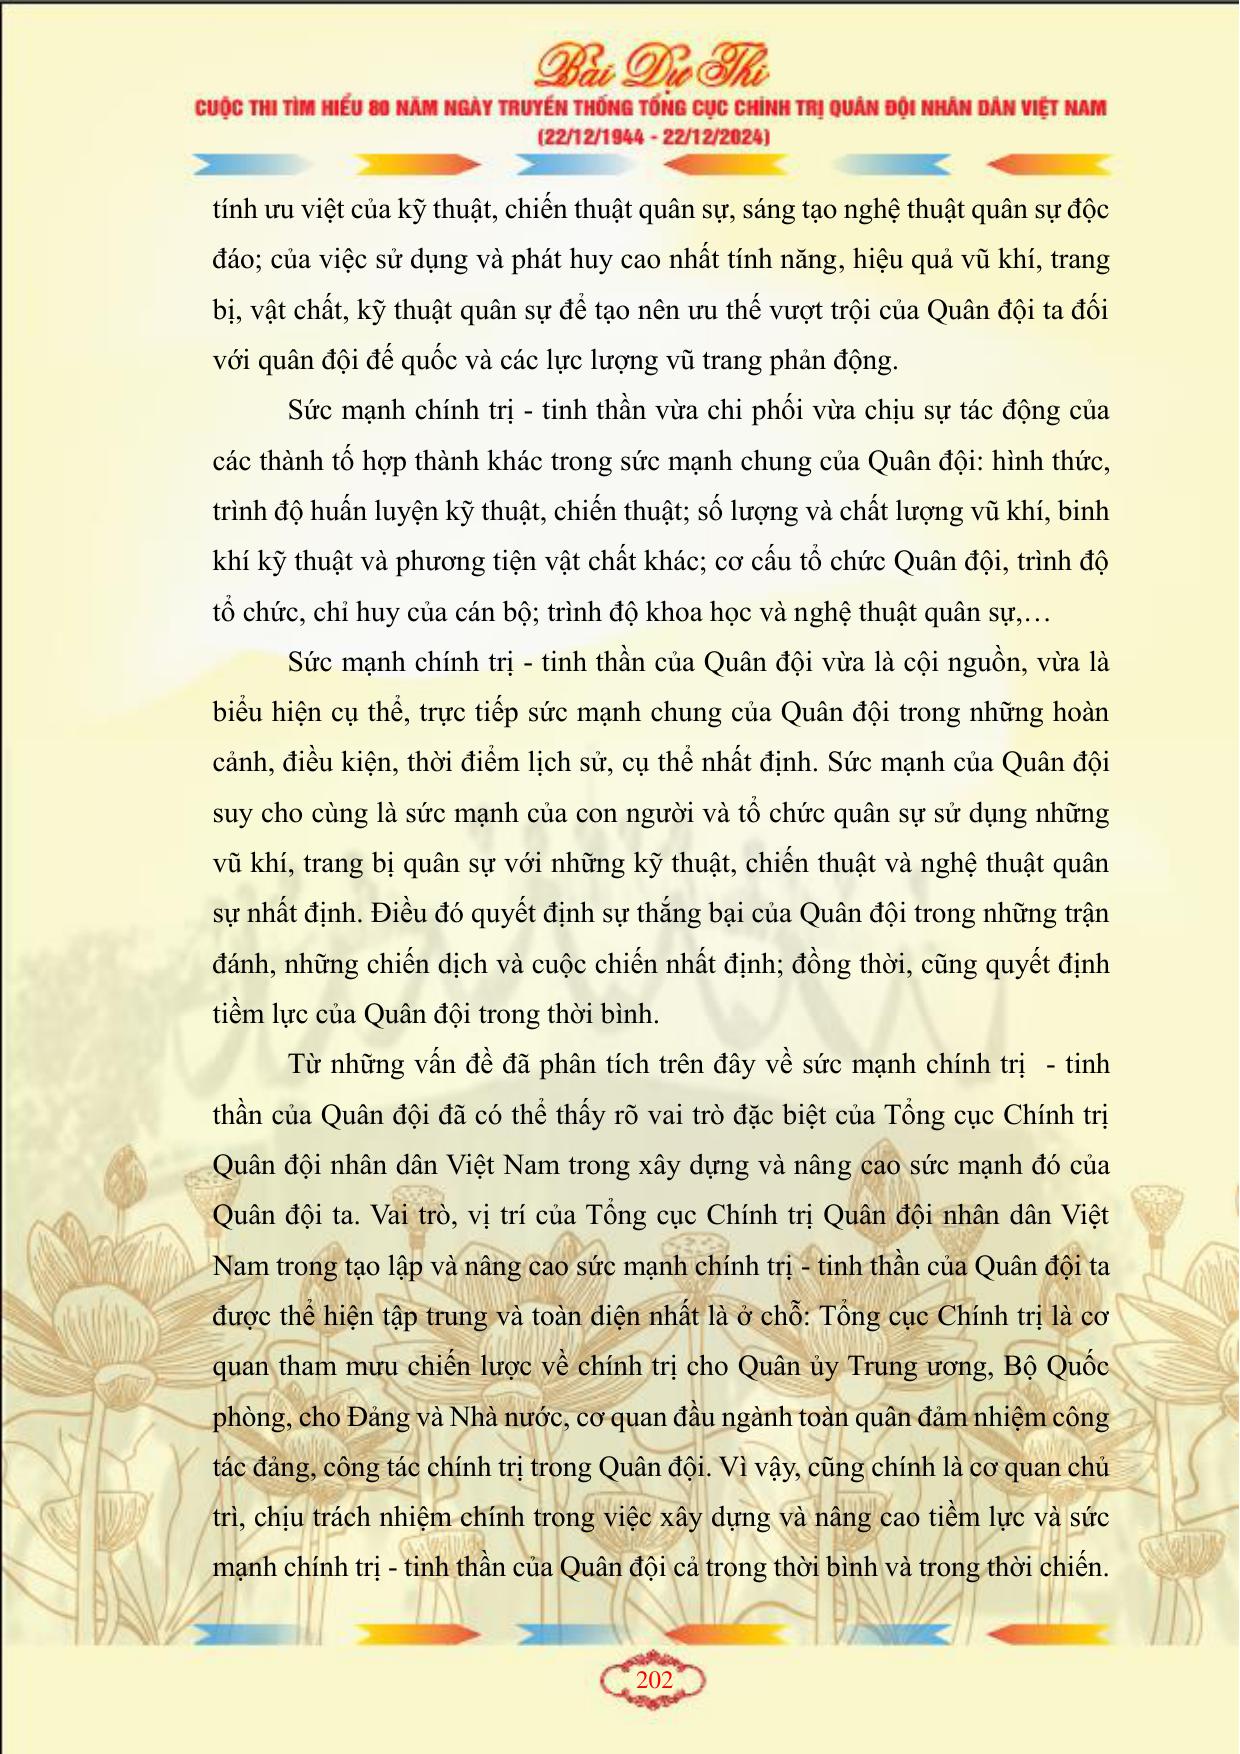 Bài Dự Thi
CUỘC THI TÌM HIỂU 80 NĂM NGÀY TRUYỀN THỐNG TỔNG CỤC CHÍNH TRỊ QUÂN ĐỘI NHÂN DÂN VIỆT NAM
(22/12/1944 - 22/12/2024)
tính ưu việt của kỹ thuật, chiến thuật quân sự, sáng tạo nghệ thuật quân sự độc
đáo; của việc sử dụng và phát huy cao nhất tính năng, hiệu quả vũ khí, trang
bị, vật chất, kỹ thuật quân sự để tạo nên ưu thế vượt trội của Quân đội ta đối
với quân đội đế quốc và các lực lượng vũ trang phản động.
Sức mạnh chính trị - tinh thần vừa chi phối vừa chịu sự tác động của
các thành tố hợp thành khác trong sức mạnh chung của Quân đội: hình thức,
trình độ huấn luyện kỹ thuật, chiến thuật; số lượng và chất lượng vũ khí, binh
khí kỹ thuật và phương tiện vật chất khác; cơ cấu tổ chức Quân đội, trình độ
tổ chức, chỉ huy của cán bộ; trình độ khoa học và nghệ thuật quân sự,…
Sức mạnh chính trị - tinh thần của Quân đội vừa là cội nguồn, vừa là
biểu hiện cụ thể, trực tiếp sức mạnh chung của Quân đội trong những hoàn
cảnh, điều kiện, thời điểm lịch sử, cụ thể nhất định. Sức mạnh của Quân đội
suy cho cùng là sức mạnh của con người và tổ chức quân sự sử dụng những
vũ khí, trang bị quân sự với những kỹ thuật, chiến thuật và nghệ thuật quân
sự nhất định. Điều đó quyết định sự thắng bại của Quân đội trong những trận
đánh, những chiến dịch và cuộc chiến nhất định; đồng thời, cũng quyết định
tiềm lực của Quân đội trong thời bình.
Từ những vấn đề đã phân tích trên đây về sức mạnh chính trị  - tinh
thần của Quân đội đã có thể thấy rõ vai trò đặc biệt của Tổng cục Chính trị
Quân đội nhân dân Việt Nam trong xây dựng và nâng cao sức mạnh đó của
Quân đội ta. Vai trò, vị trí của Tổng cục Chính trị Quân đội nhân dân Việt
Nam trong tạo lập và nâng cao sức mạnh chính trị - tinh thần của Quân đội ta
được thể hiện tập trung và toàn diện nhất là ở chỗ: Tổng cục Chính trị là cơ
quan tham mưu chiến lược về chính trị cho Quân ủy Trung ương, Bộ Quốc
phòng, cho Đảng và Nhà nước, cơ quan đầu ngành toàn quân đảm nhiệm công
tác đảng, công tác chính trị trong Quân đội. Vì vậy, cũng chính là cơ quan chủ
trì, chịu trách nhiệm chính trong việc xây dựng và nâng cao tiềm lực và sức
mạnh chính trị - tinh thần của Quân đội cả trong thời bình và trong thời chiến.
202